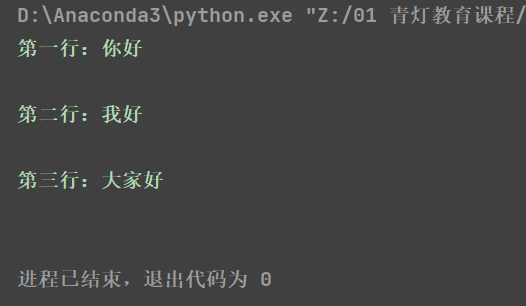 D:\Anaconda3\python.exe "Z:/01 青灯教育课程/
第一行：你好
第二行：我好
第三行：大家好
进程已结束，退出代码为 0